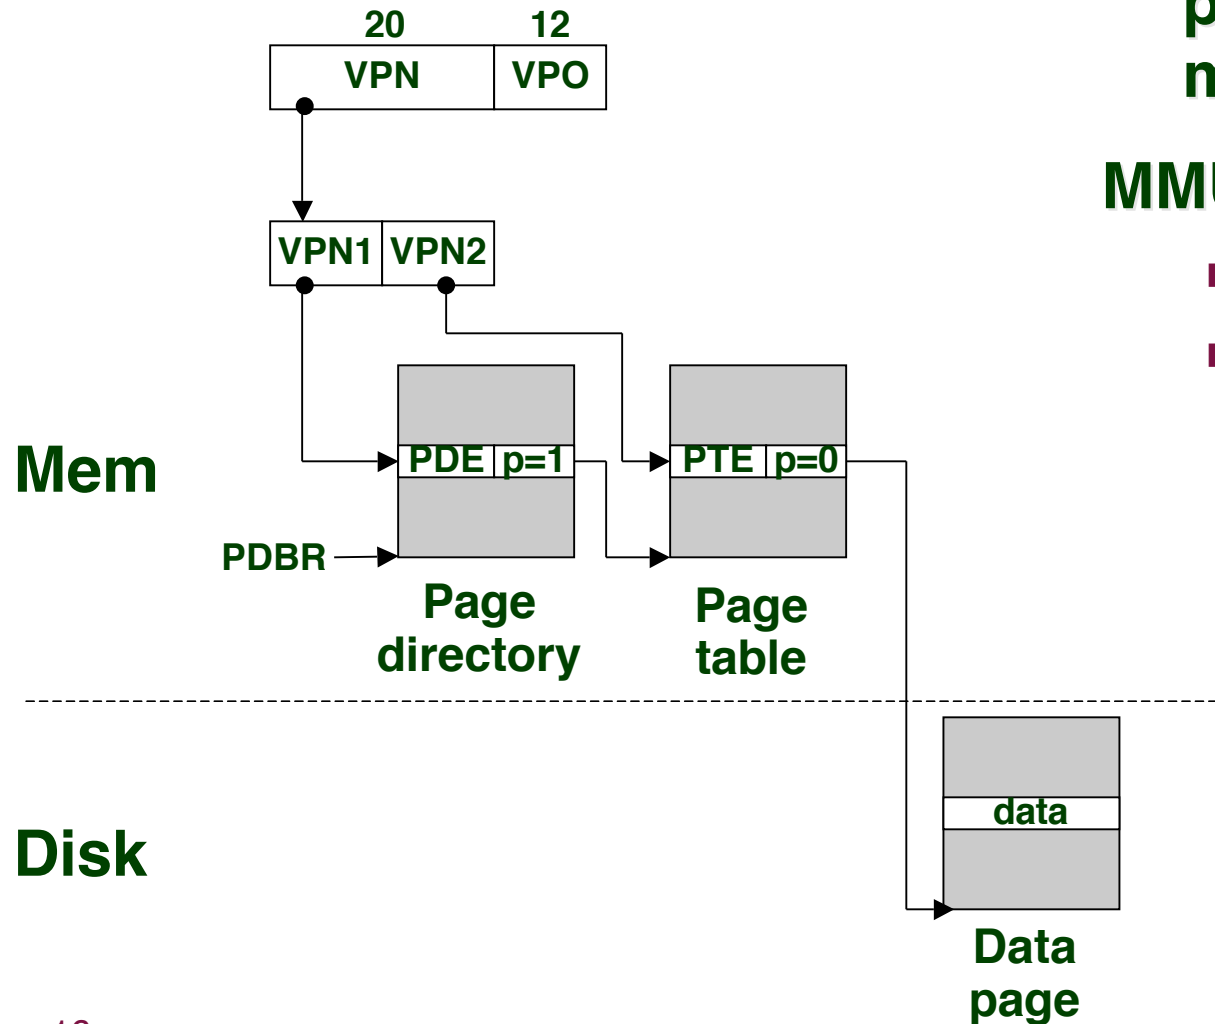 20 12
VPN VPO
VPN1 VPN2
MMU
Mem
PDE p=1 PTE p=0
PDBR
Page directory
Page table
Disk
data
Data page